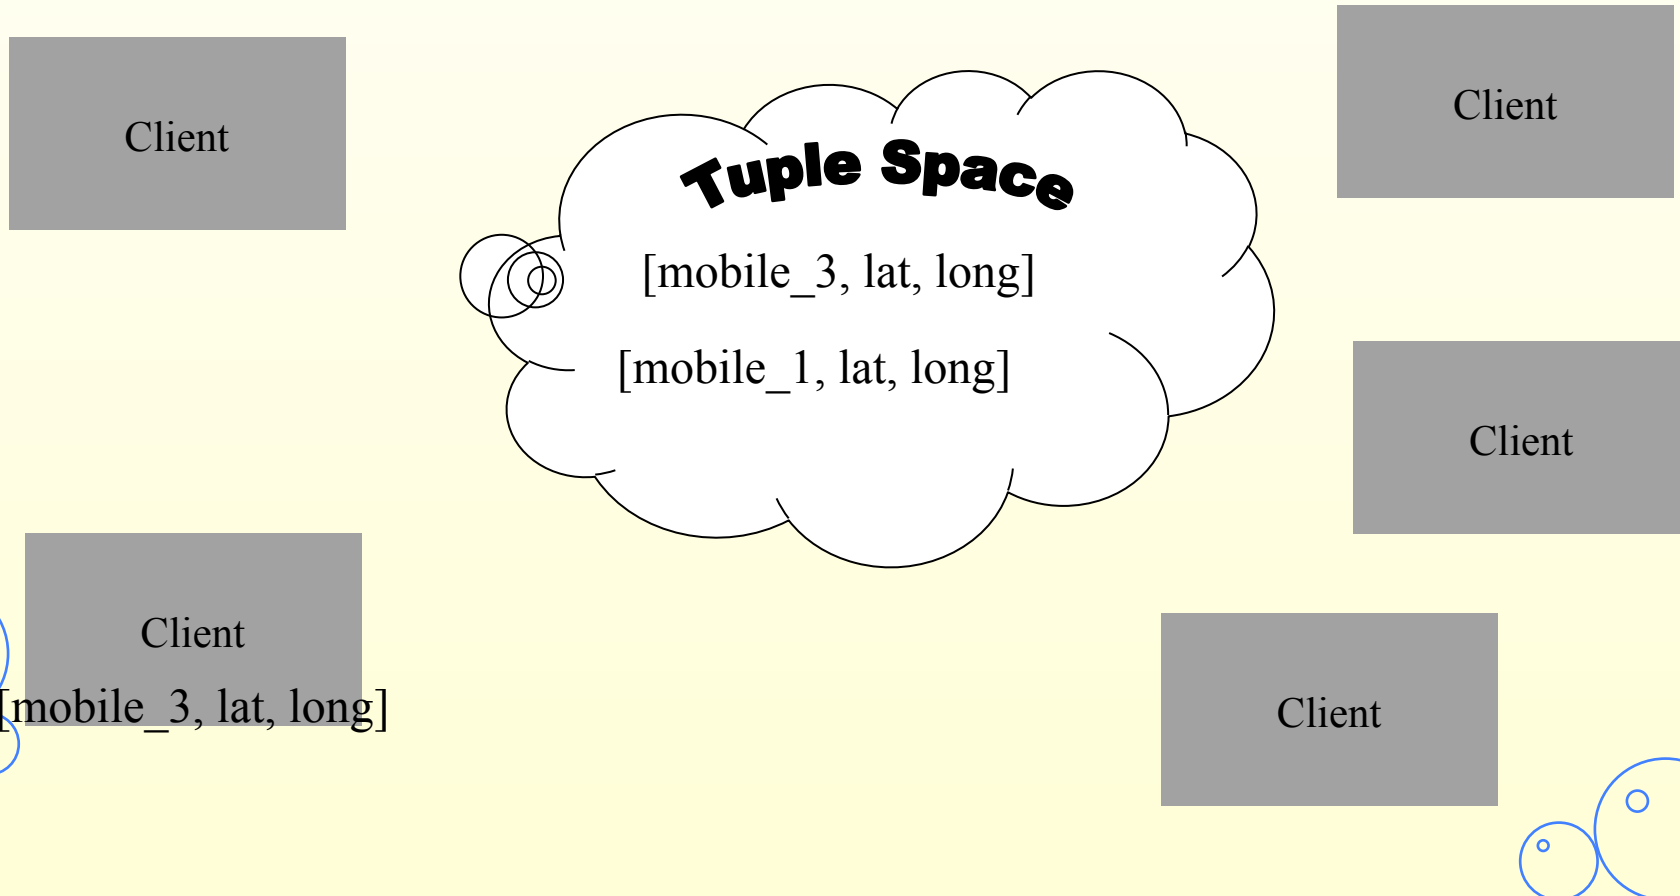 Client
Client
Tuple Space
[mobile_3, lat, long]
[mobile_1, lat, long]
Client
Client
[mobile_3, lat, long]
Client